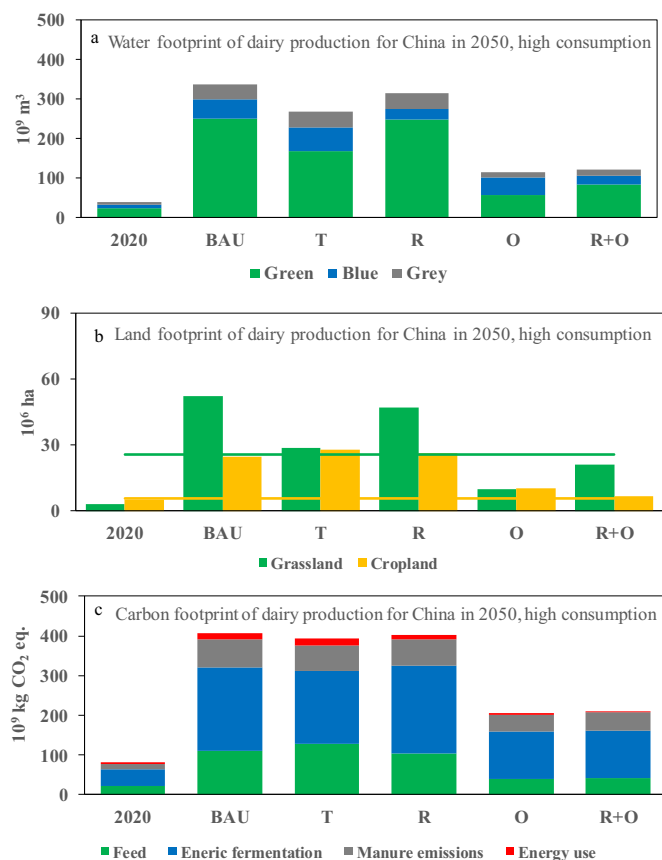 500
a Water footprint of dairy production for China in 2050, high consumption
400
300
200
100
0
10⁹ m³
2020 BAU T R O R+O
Green Blue Grey
90
b Land footprint of dairy production for China in 2050, high consumption
60
30
0
10⁶ ha
2020 BAU T R O R+O
Grassland Cropland
500
c Carbon footprint of dairy production for China in 2050, high consumption
400
300
200
100
0
10⁹ kg CO₂ eq.
2020 BAU T R O R+O
Feed Eneric fermentation Manure emissions Energy use